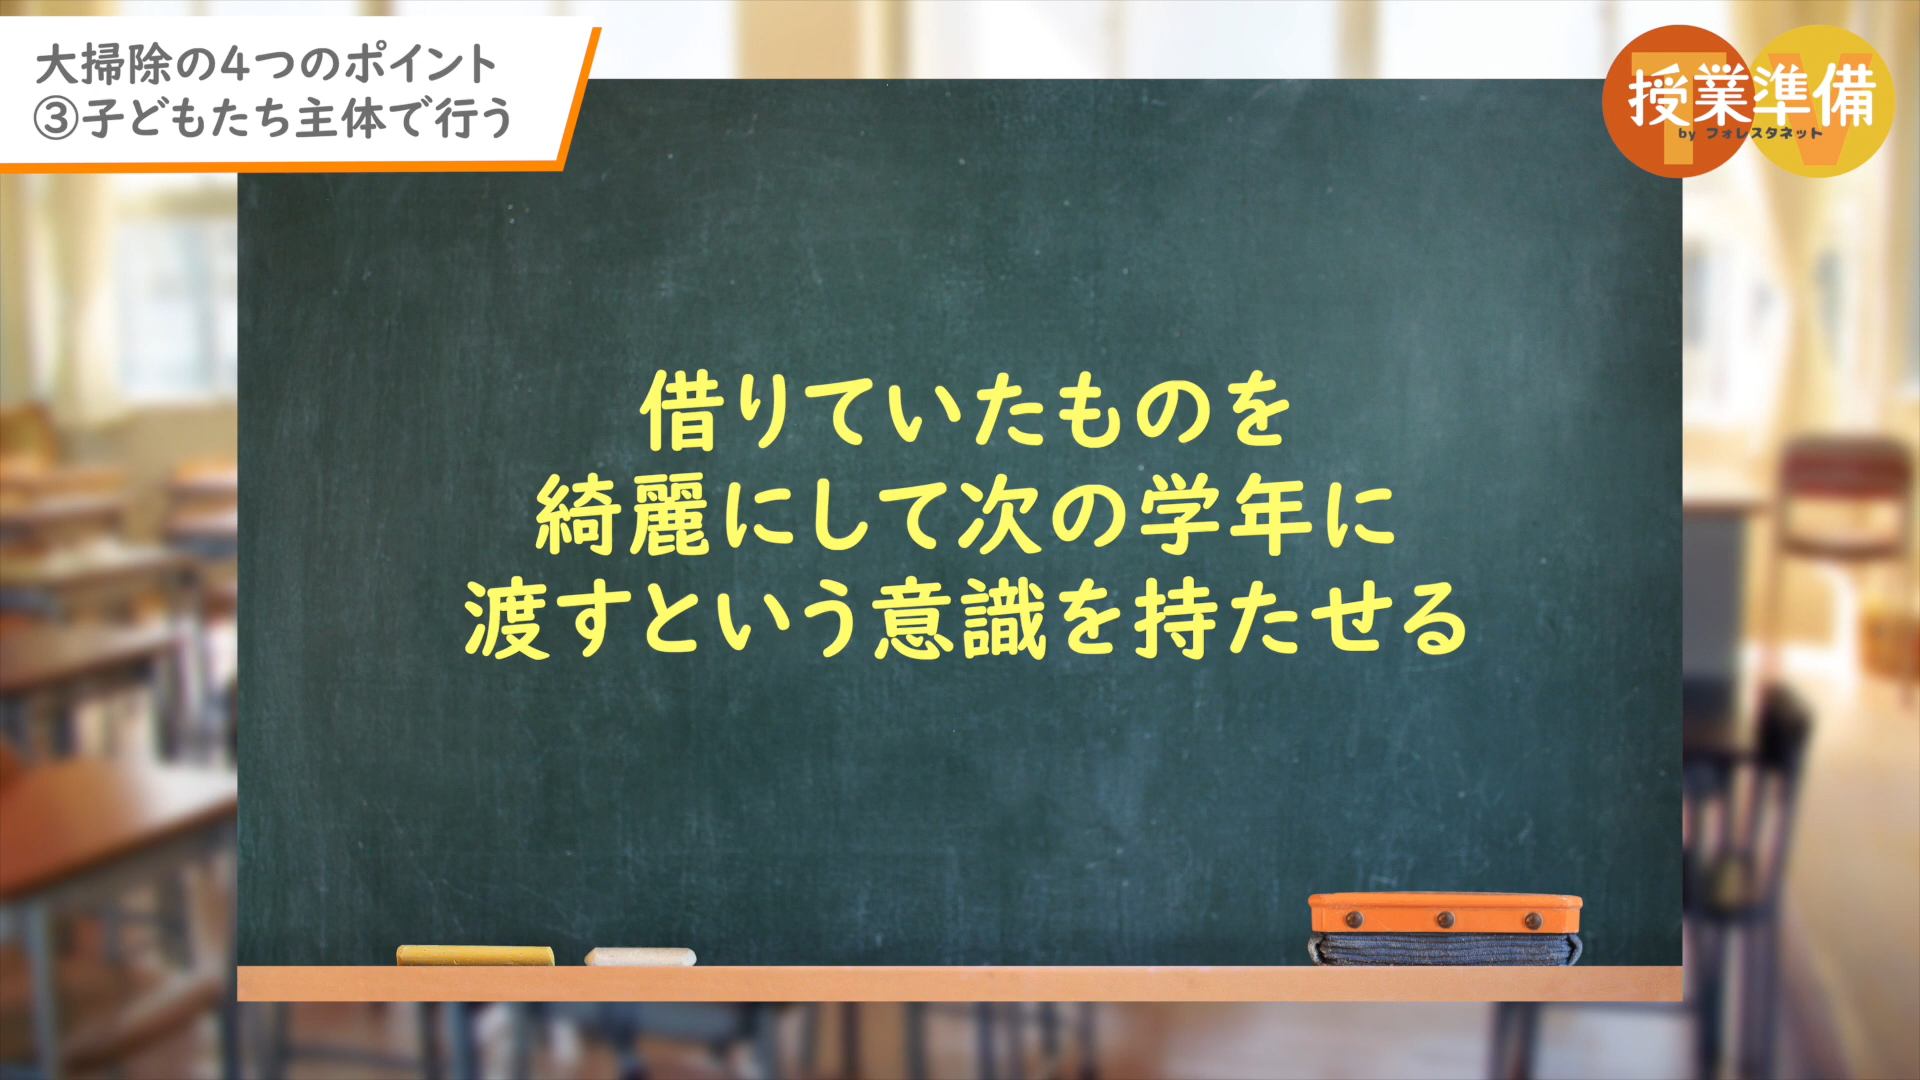 大掃除の4つのポイント
③子どもたち主体で行う
TV
授業準備
by フォレスタネット
借りていたものを
綺麗にして次の学年に
渡すという意識を持たせる